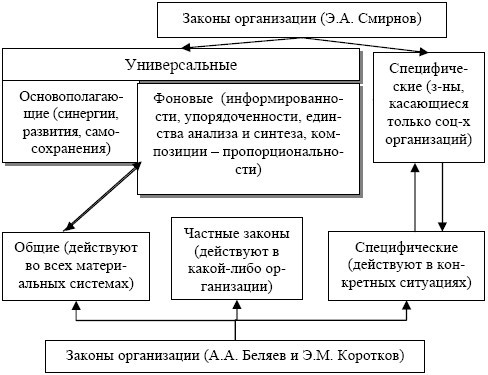 Законы организации (Э.А. Смирнов)
Универсальные
Основополагаю-
щие (синергии,
развития, само-
сохранения)
Фоновые (информированно-
сти, упорядоченности, един-
ства анализа и синтеза, ком-
позиции – пропорционально-
сти)
Специфиче-
ские (з-ны,
касающиеся
только соц-х
организаций)
Общие (действуют
во всех матери-
альных системах)
Частные законы
(действуют в
какой-либо ор-
ганизации)
Специфические
(действуют в кон-
кретных ситуациях)
Законы организации (А.А. Беляев и Э.М. Коротков)